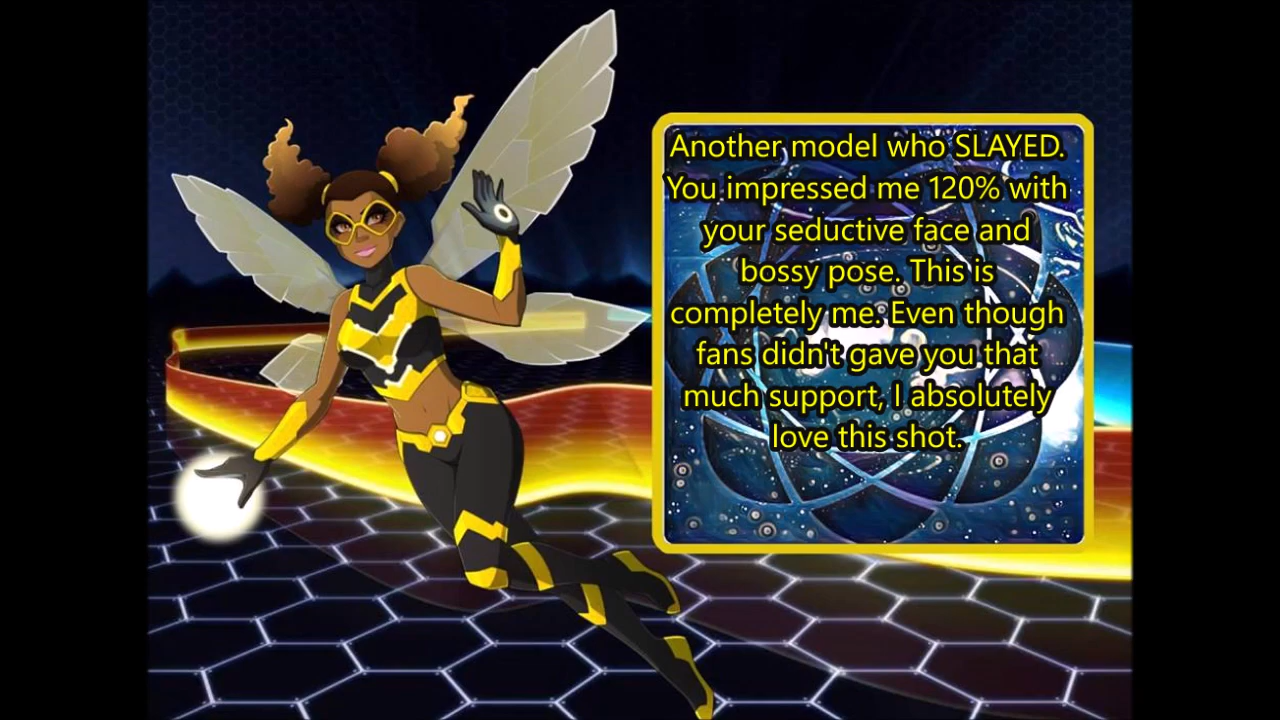 Another model who SLAYED.
You impressed me 120% with
your seductive face and
bossy pose. This is
completely me. Even though
fans didn't gave you that
much support, I absolutely
love this shot.